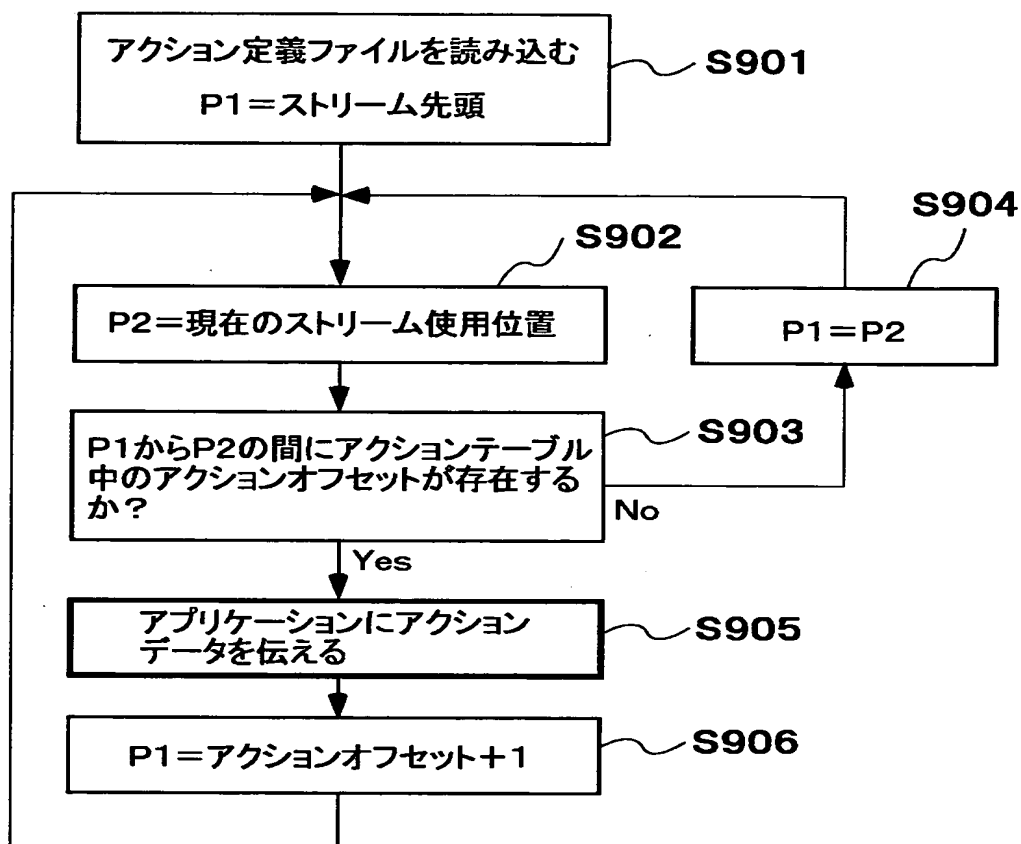 アクション定義ファイルを読み込む
P1＝ストリーム先頭
S901
S904
S902
P2＝現在のストリーム使用位置
P1＝P2
P1からP2の間にアクションテーブル
中のアクションオフセットが存在する
か？
S903
No
Yes
アプリケーションにアクション
データを伝える
S905
P1＝アクションオフセット＋1
S906